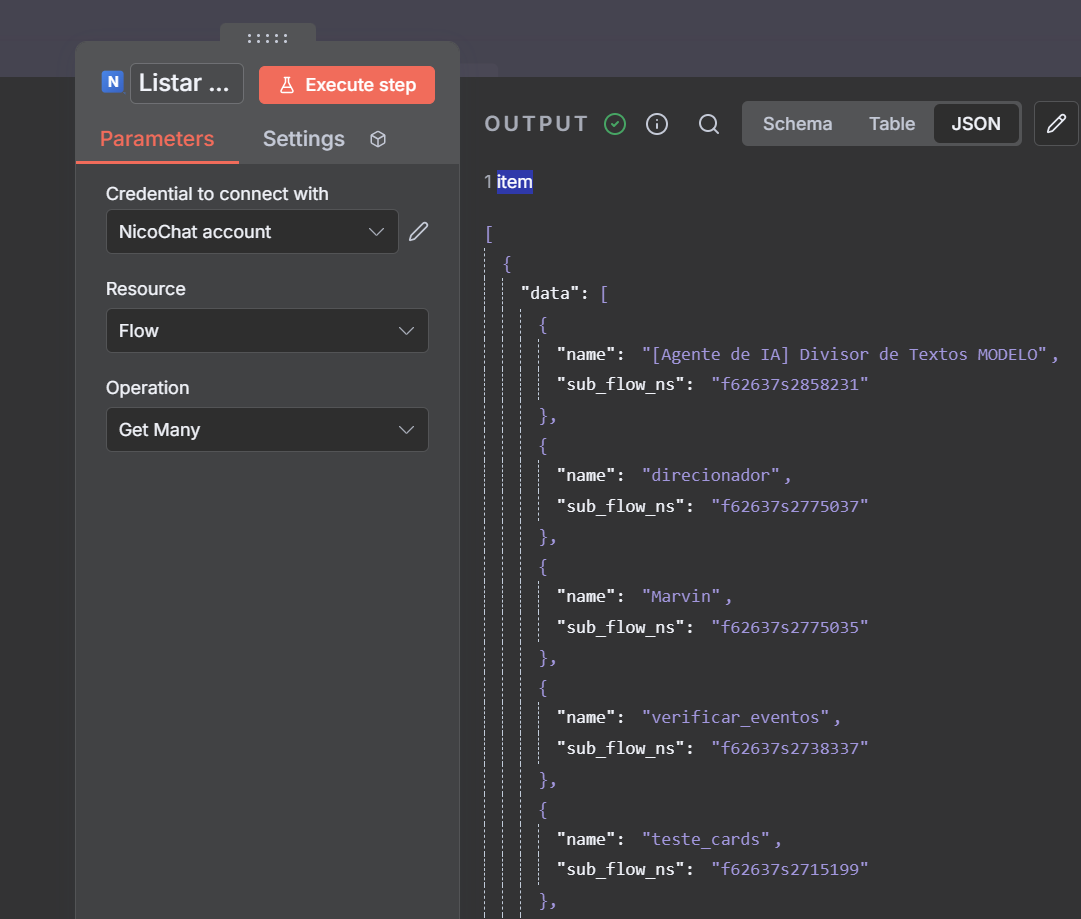 N Listar ...
Execute step
Parameters
Settings
Credential to connect with
NicoChat account
Resource
Flow
Operation
Get Many
OUTPUT
Schema
Table
JSON
1 item
[
{
"data": [
{
"name": "[Agente de IA] Divisor de Textos MODELO",
"sub_flow_ns": "f62637s2858231"
},
{
"name": "direcionador",
"sub_flow_ns": "f62637s2775037"
},
{
"name": "Marvin",
"sub_flow_ns": "f62637s2775035"
},
{
"name": "verificar_eventos",
"sub_flow_ns": "f62637s2738337"
},
{
"name": "teste_cards",
"sub_flow_ns": "f62637s2715199"
},